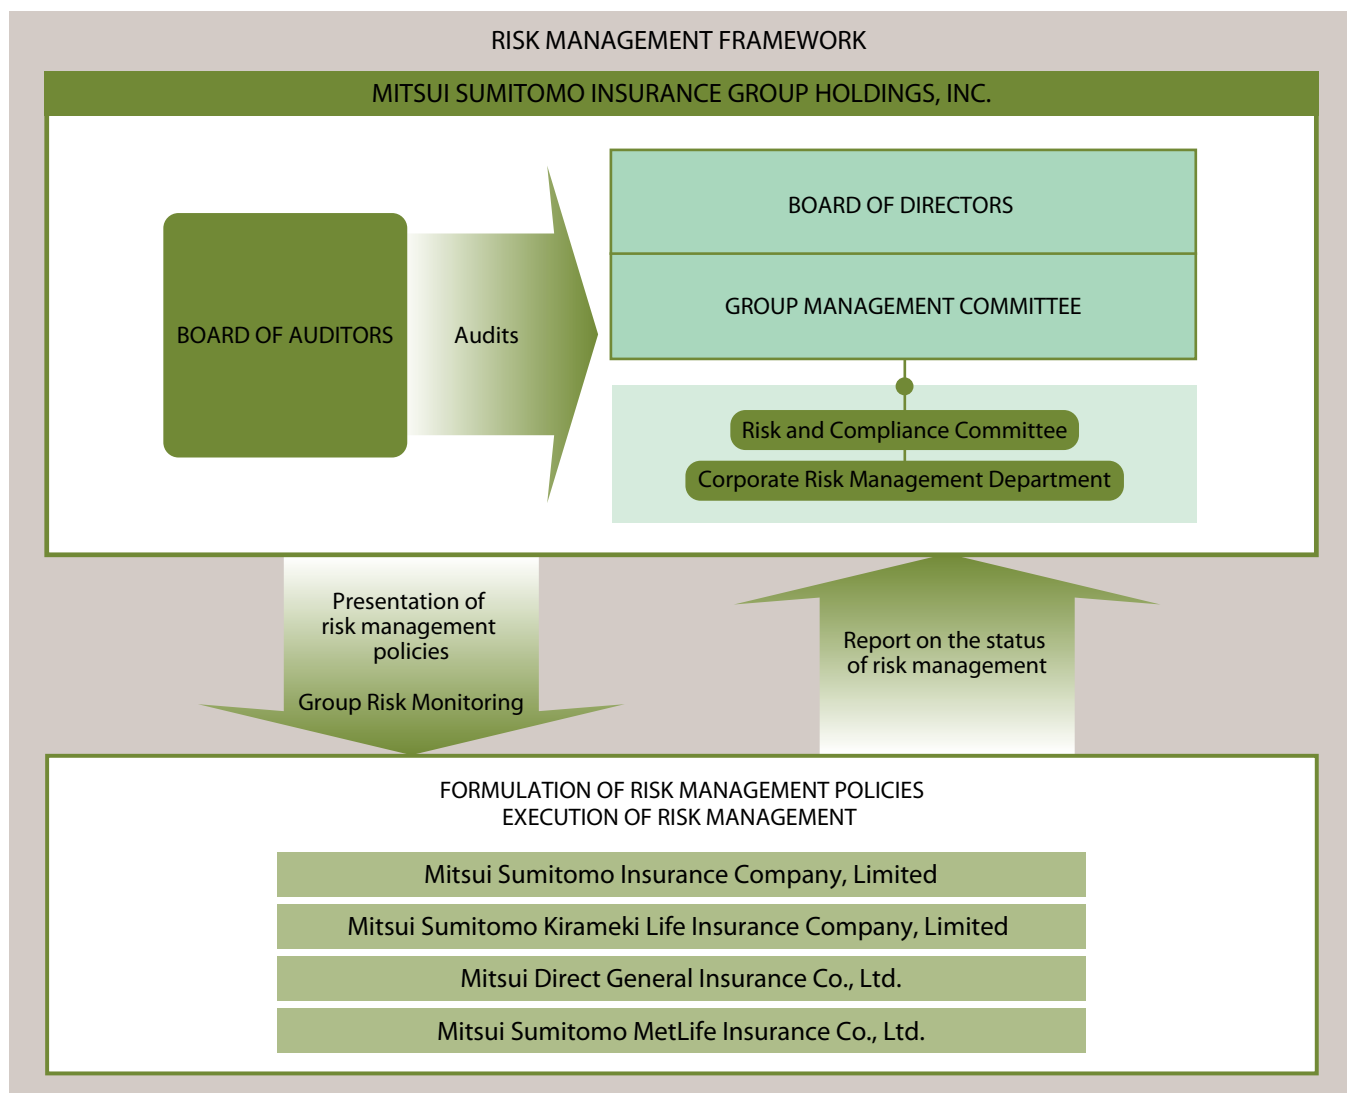 RISK MANAGEMENT FRAMEWORK
MITSUI SUMITOMO INSURANCE GROUP HOLDINGS, INC.
BOARD OF AUDITORS
Audits
BOARD OF DIRECTORS
GROUP MANAGEMENT COMMITTEE
Risk and Compliance Committee
Corporate Risk Management Department
Presentation of
risk management
policies
Group Risk Monitoring
Report on the status
of risk management
FORMULATION OF RISK MANAGEMENT POLICIES
EXECUTION OF RISK MANAGEMENT
Mitsui Sumitomo Insurance Company, Limited
Mitsui Sumitomo Kirameki Life Insurance Company, Limited
Mitsui Direct General Insurance Co., Ltd.
Mitsui Sumitomo MetLife Insurance Co., Ltd.